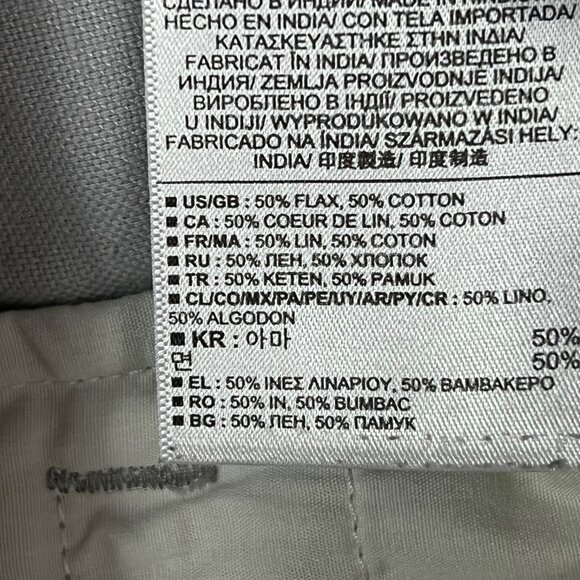 СДЕЛАНО В ИНДИИ/ MADE IN
HECHO EN INDIA/ CON TELA IMPORTADA/
ΚΑΤΑΣΚΕΥΑΣΤΗΚΕ ΣΤΗΝ ΙΝΔΙΑ/
FABRICAT ÎN INDIA/ ПРОИЗВЕДЕНО В
ИНДИЯ/ ZEMLJA PROIZVODNJE INDIJA/
ВИРОБЛЕНО В ІНДІЇ/ PROIZVEDENO
U INDIJI/ WYPRODUKOWANO W INDIA/
FABRICADO NA ÍNDIA/ SZÁRMAZÁSI HELY:
INDIA/ 印度製造/ 印度制造
■ US/GB : 50% FLAX, 50% COTTON
■ CA : 50% COEUR DE LIN, 50% COTON
■ FR/MA : 50% LIN, 50% COTON
■ RU : 50% ЛЕН, 50% ХЛОПОК
■ TR : 50% KETEN, 50% PAMUK
■ CL/CO/MX/PA/PE/UY/AR/PY/CR : 50% LINO,
50% ALGODON
■ KR : 아마 50%
면 50%
■ EL : 50% ΙΝΕΣ ΛΙΝΑΡΙΟΥ, 50% ΒΑΜΒΑΚΕΡΟ
■ RO : 50% IN, 50% BUMBAC
■ BG : 50% ЛЕН, 50% ПАМУК